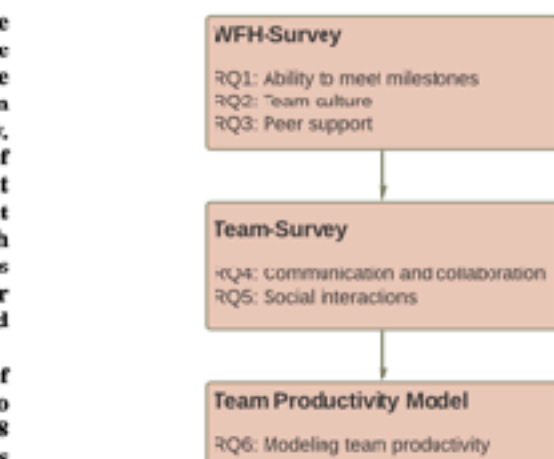 WFH-Survey
RQ1: Ability to meet milestones
RQ2: Team culture
RQ3: Peer support
Team-Survey
RQ4: Communication and collaboration
RQ5: Social interactions
Team Productivity Model
RQ6: Modeling team productivity